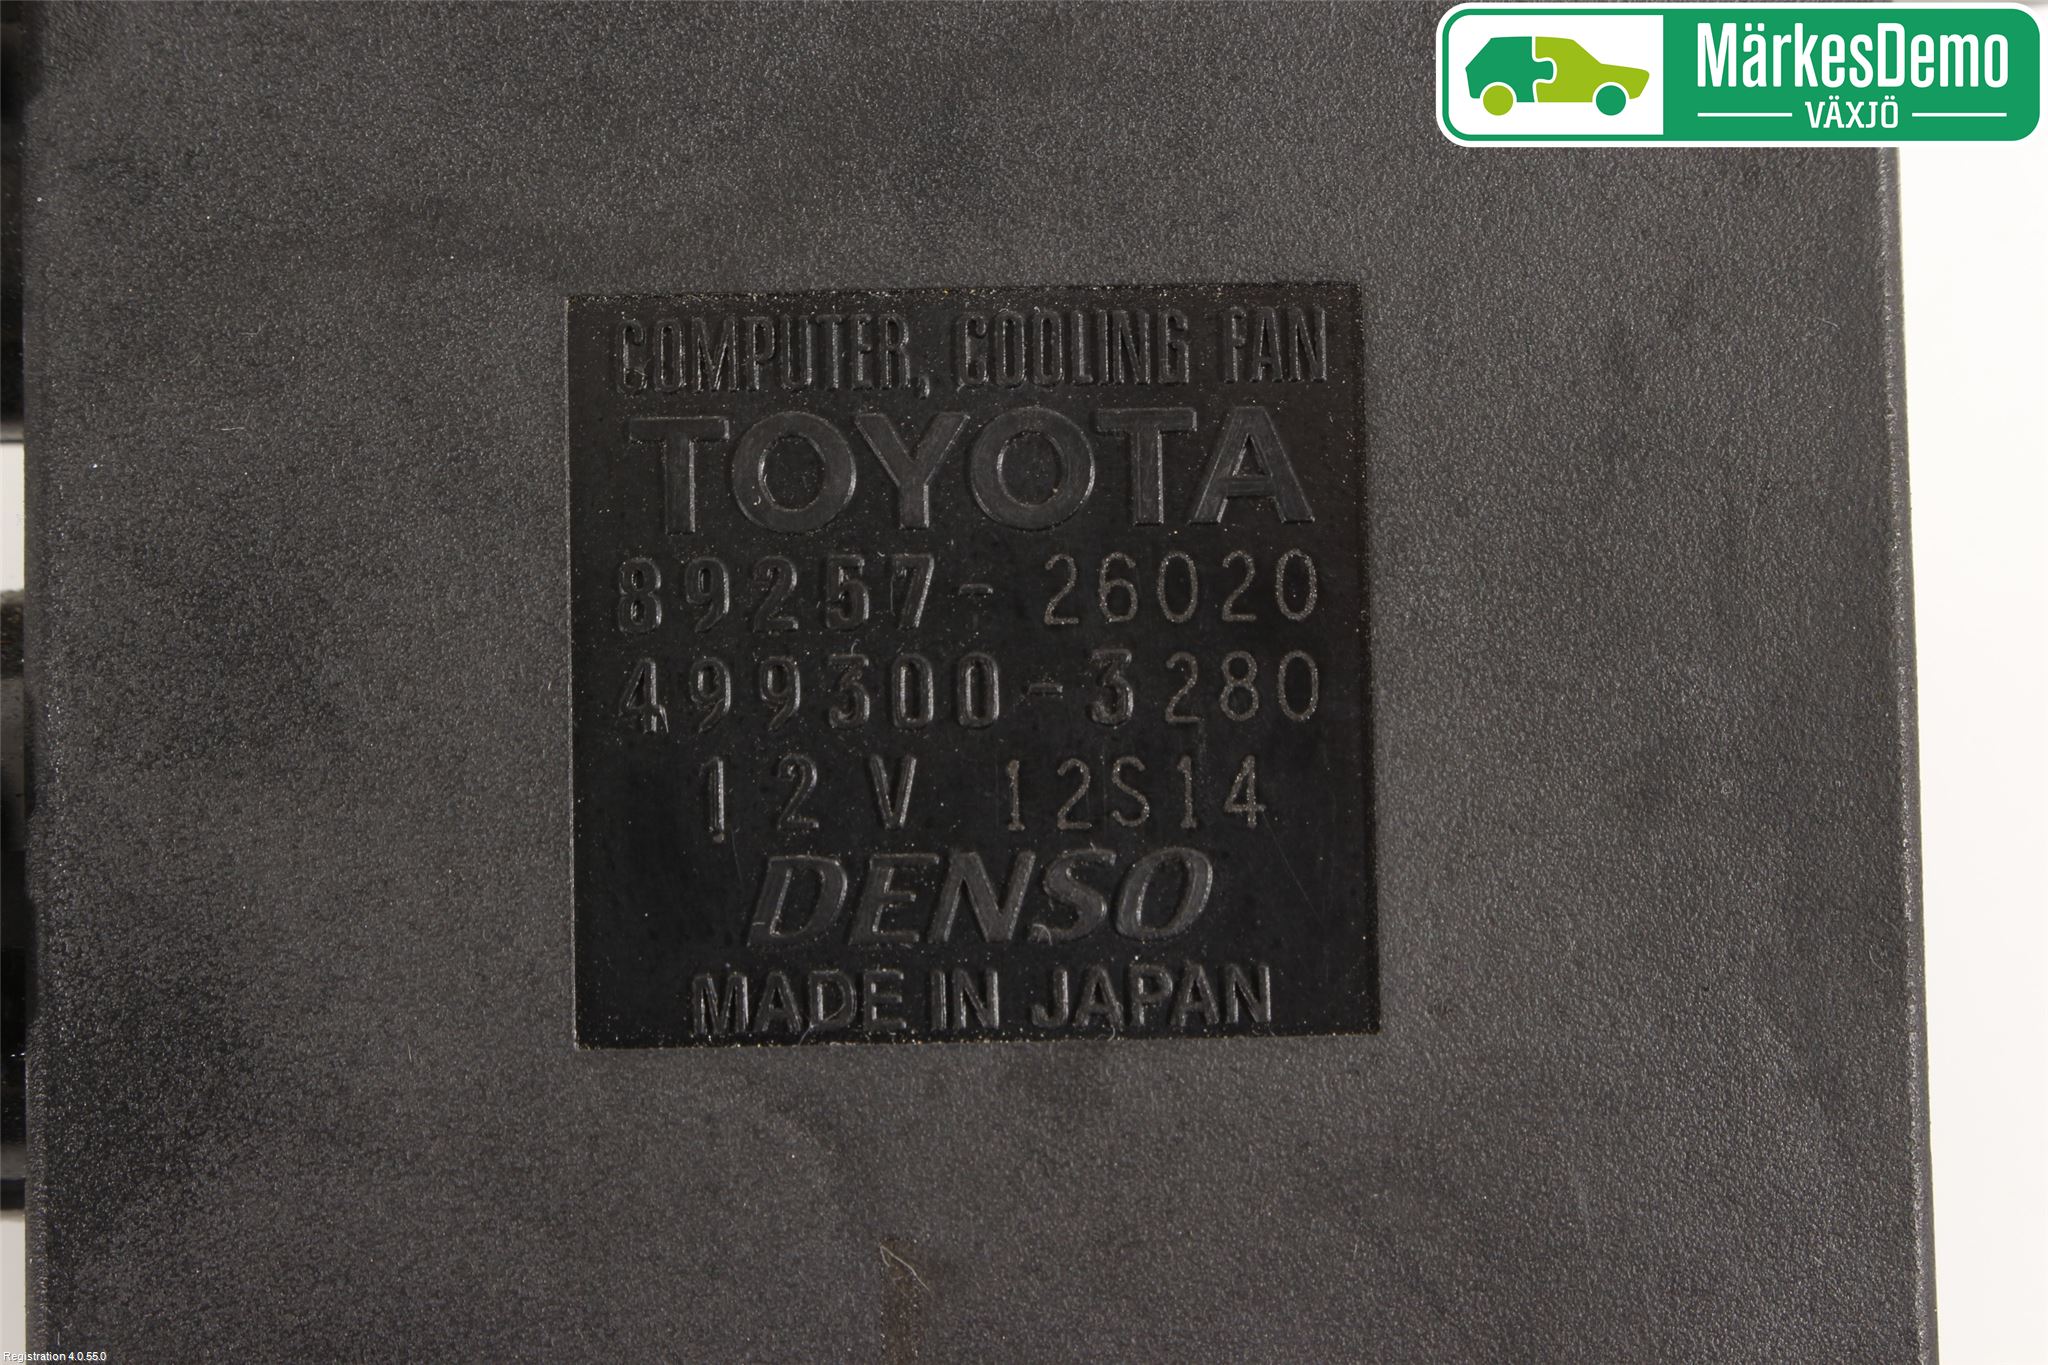 MärkesDemo
VÄXJÖ
COMPUTER, COOLING FAN
TOYOTA
89257-26020
499300-3280
12V 12S14
DENSO
MADE IN JAPAN
Registration 4.0.55.0